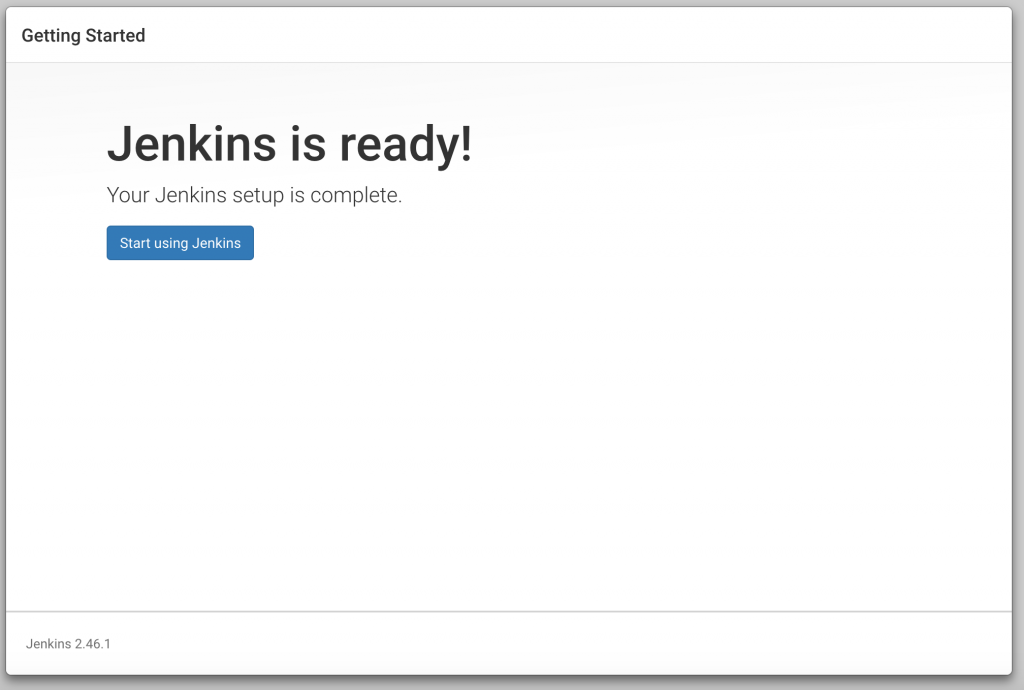 Getting Started
Jenkins is ready!
Your Jenkins setup is complete.
Start using Jenkins
Jenkins 2.46.1